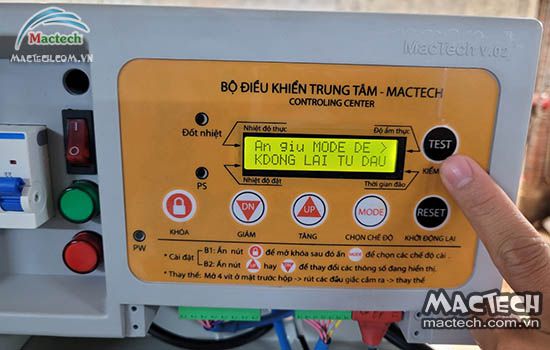 Mactech
MACTECH.COM.VN
MacTech V.02
BỘ ĐIỀU KHIỂN TRUNG TÂM - MACTECH
CONTROLING CENTER
Đốt nhiệt
Nhiệt độ thực
Độ ẩm thực
An giu MODE DE >
KDONG LAI TU DAU
TEST
KIỂM
PS
Nhiệt độ đặt
Thời gian đảo
DN
UP
MODE
RESET
KHÓA
GIẢM
TĂNG
CHỌN CHẾ ĐỘ
KHỞI ĐỘNG LẠI
PW
* Cài đặt
B1: Ấn nút để mở khóa sau đó ấn MODE để chọn các chế độ cài .
B2: Ấn nút UP hay DN để thay đổi các thông số đang hiển thị.
* Thay thế: Mở 4 vít ở mặt trước hộp -> rút các đầu giắc cắm ra -> thay thế
MACTECH
mactech.com.vn